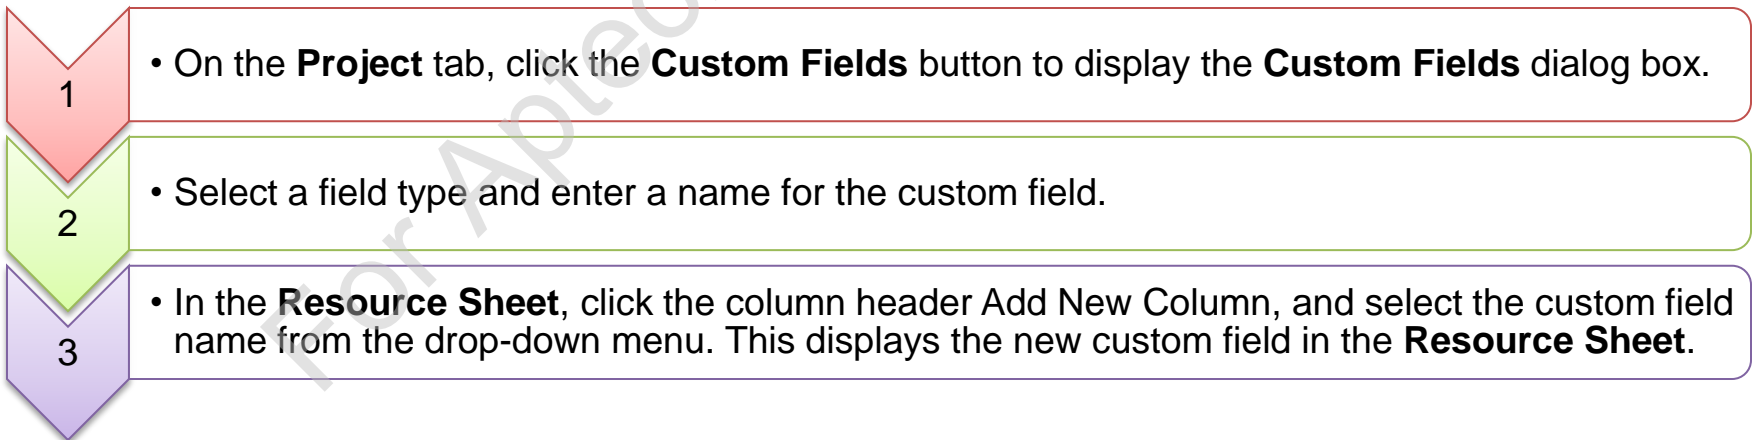 1
• On the Project tab, click the Custom Fields button to display the Custom Fields dialog box.
2
• Select a field type and enter a name for the custom field.
3
• In the Resource Sheet, click the column header Add New Column, and select the custom field
name from the drop-down menu. This displays the new custom field in the Resource Sheet.
For Aptec